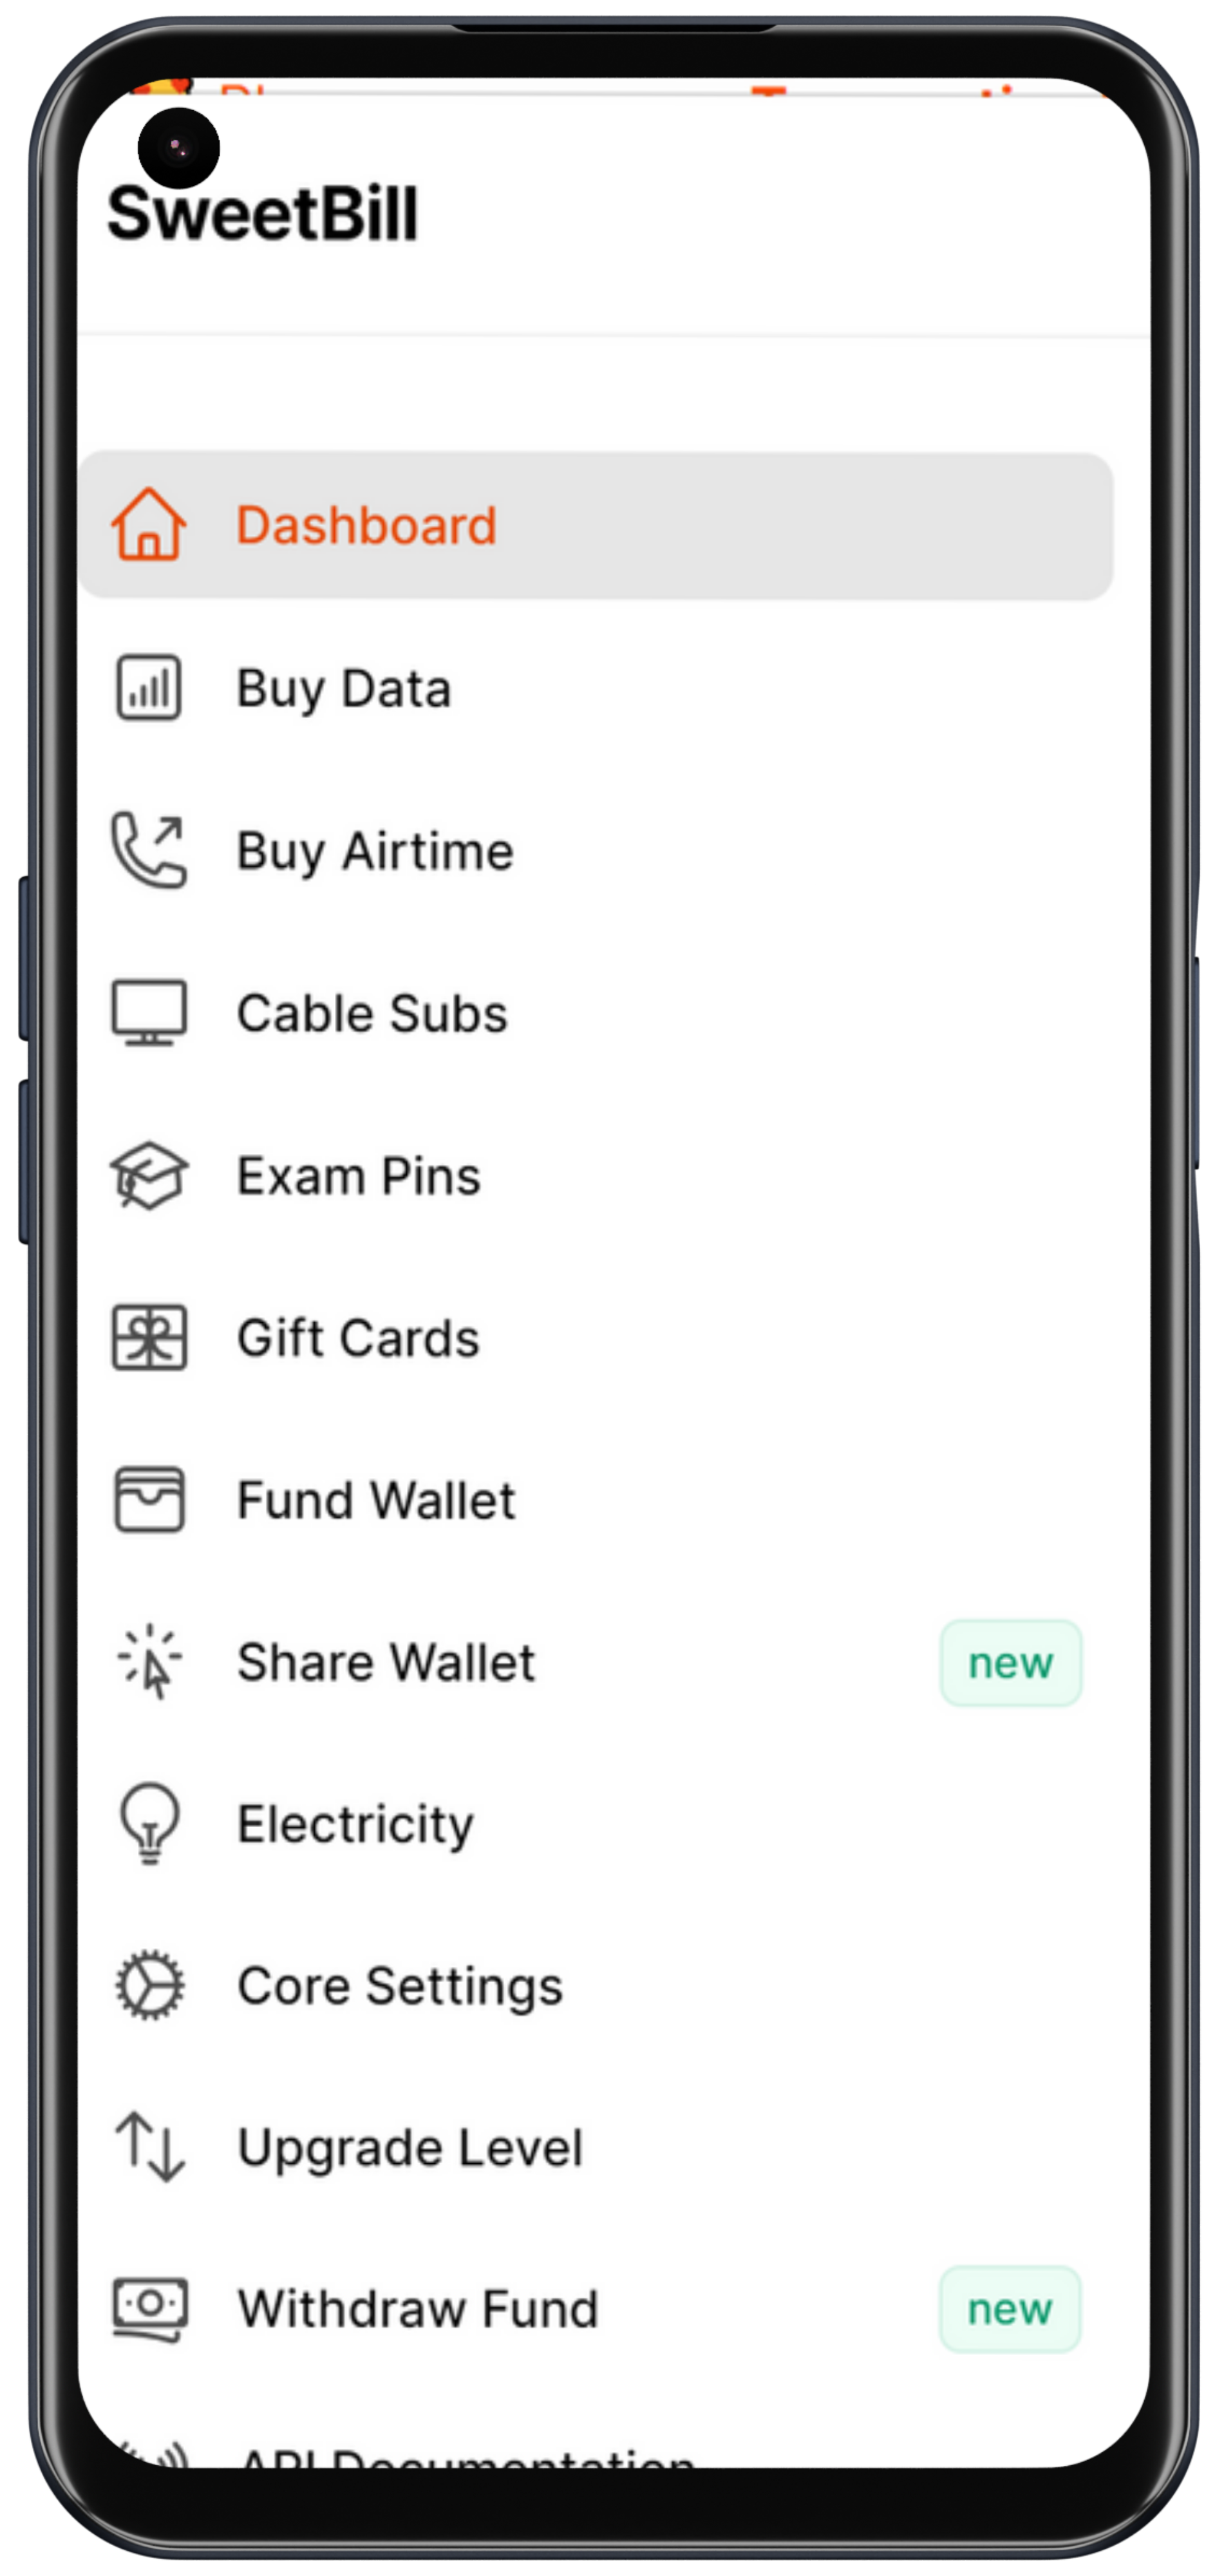 SweetBill
Dashboard
Buy Data
Buy Airtime
Cable Subs
Exam Pins
Gift Cards
Fund Wallet
Share Wallet new
Electricity
Core Settings
Upgrade Level
Withdraw Fund new
API Documentation